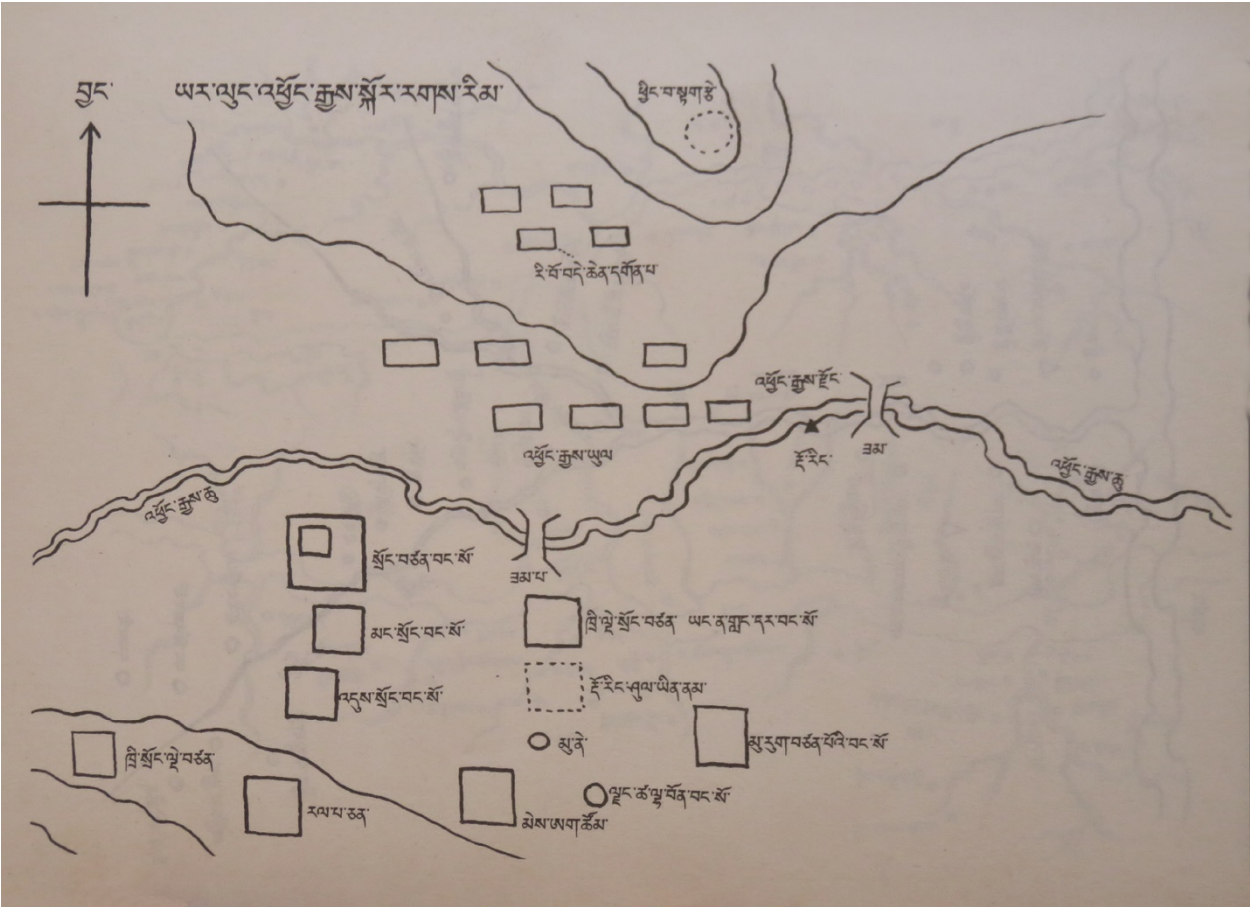 བྱང་
ཡར་ལུང་འཕྱོང་རྒྱས་སྐོར་རགས་རིམ་
ཕྱིང་བ་སྟག་རྩེ་
རི་བོ་བདེ་ཆེན་དགོན་པ་
འཕྱོང་རྒྱས་རྫོང་
འཕྱོང་རྒྱས་ཡུལ
རྡོ་རིང་
ཟམ་
འཕྱོང་རྒྱས་ཆུ
འཕྱོང་རྒྱས་ཆུ
སྲོང་བཙན་བང་སོ་
ཟམ་པ་
མང་སྲོང་བང་སོ་
ཁྲི་ལྡེ་སྲོང་བཙན་ ཡང་ན་གླང་དར་བང་སོ་
འདུས་སྲོང་བང་སོ་
རྡོ་རིང་ཤུལ་ཡིན་ནམ་
མུ་ནེ་
མུ་རུག་བཙན་པོའི་བང་སོ་
ཁྲི་སྲོང་ལྡེ་བཙན་
རལ་པ་ཅན་
ལྗང་ཚ་ལྷ་བོན་བང་སོ་
མེས་ཨག་ཚོམ་